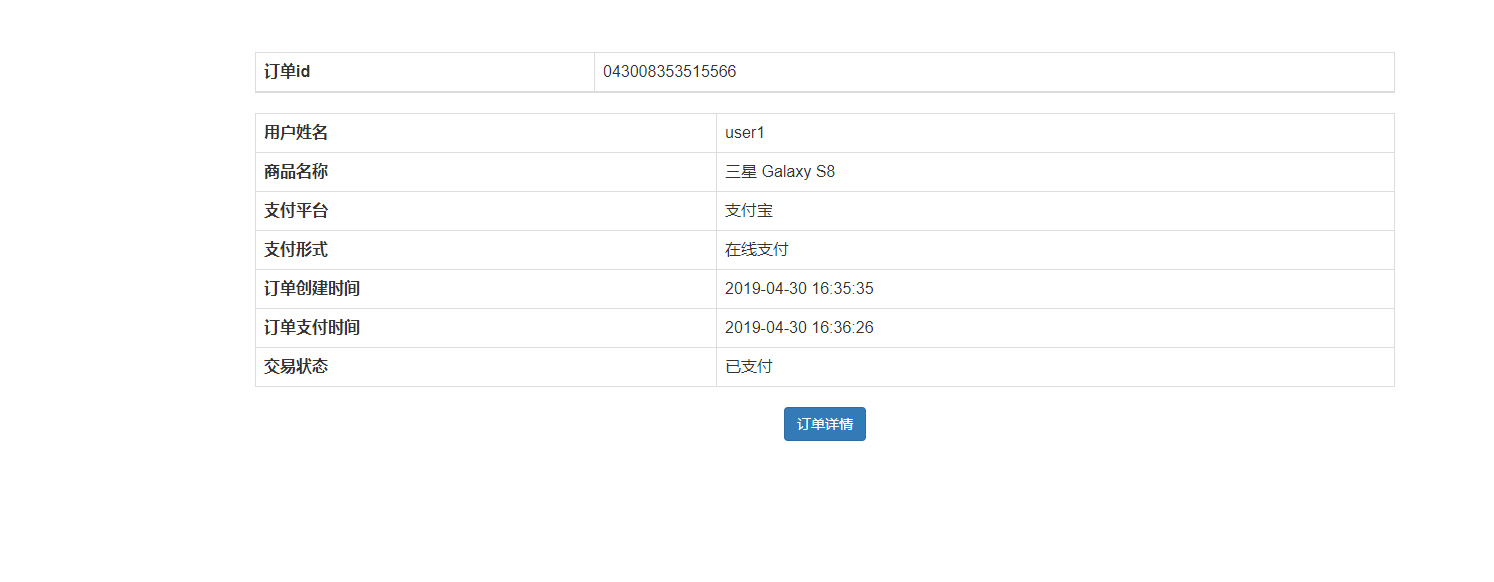 订单id 043008353515566
用户姓名 user1
商品名称 三星 Galaxy S8
支付平台 支付宝
支付形式 在线支付
订单创建时间 2019-04-30 16:35:35
订单支付时间 2019-04-30 16:36:26
交易状态 已支付
订单详情